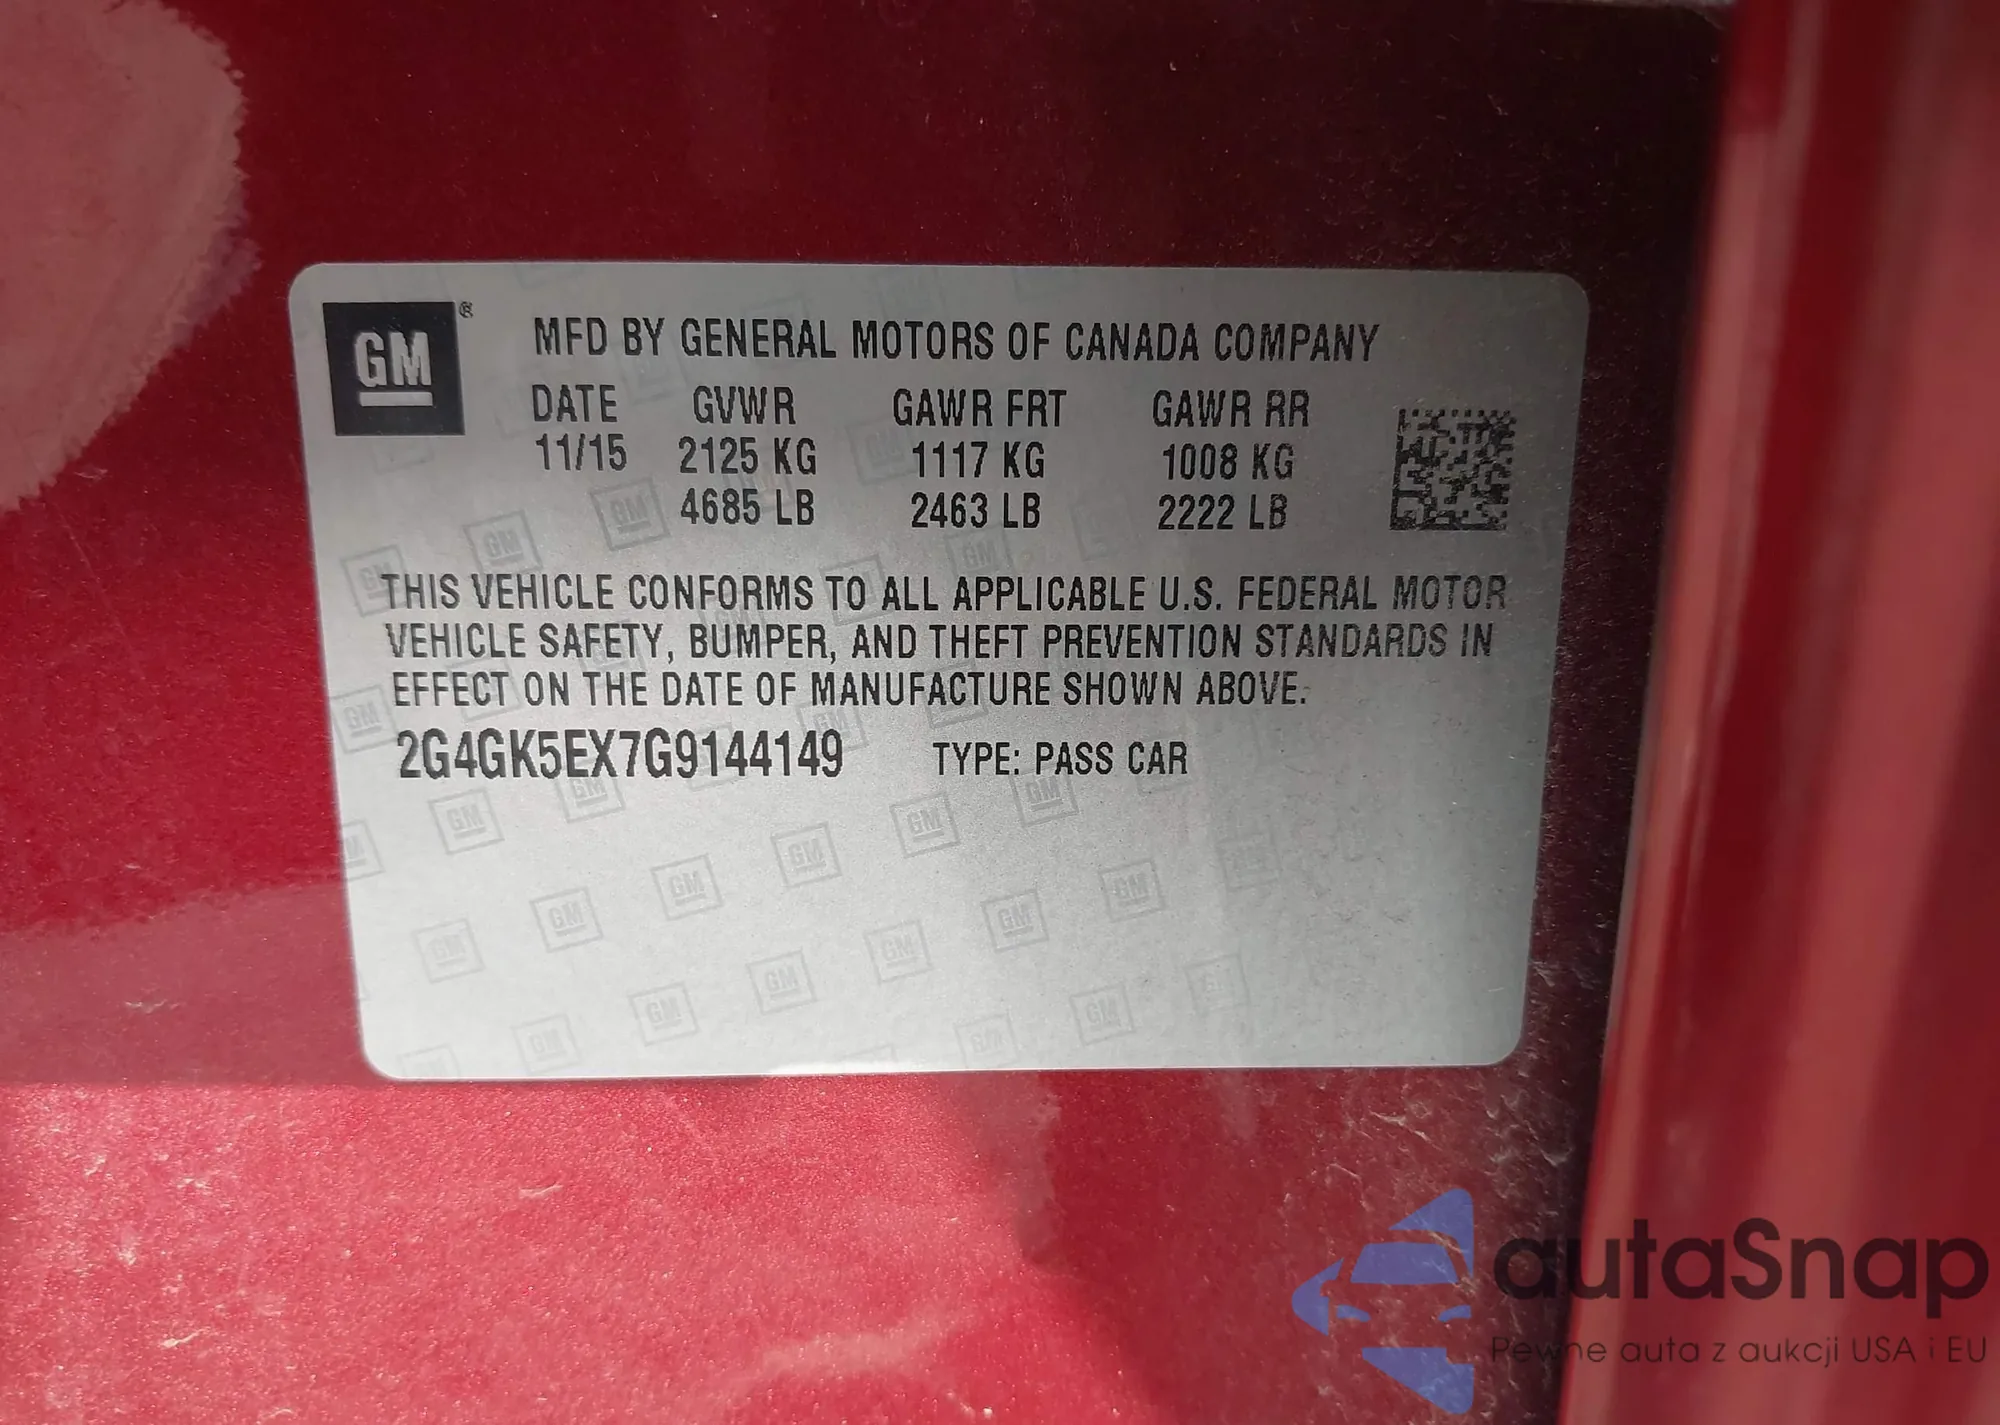 GM®
MFD BY GENERAL MOTORS OF CANADA COMPANY
DATE GVWR GAWR FRT GAWR RR
11/15 2125 KG 1117 KG 1008 KG
4685 LB 2463 LB 2222 LB
THIS VEHICLE CONFORMS TO ALL APPLICABLE U.S. FEDERAL MOTOR
VEHICLE SAFETY, BUMPER, AND THEFT PREVENTION STANDARDS IN
EFFECT ON THE DATE OF MANUFACTURE SHOWN ABOVE.
2G4GK5EX7G9144149 TYPE: PASS CAR
autaSnap
Pewne auta z aukcji USA i EU